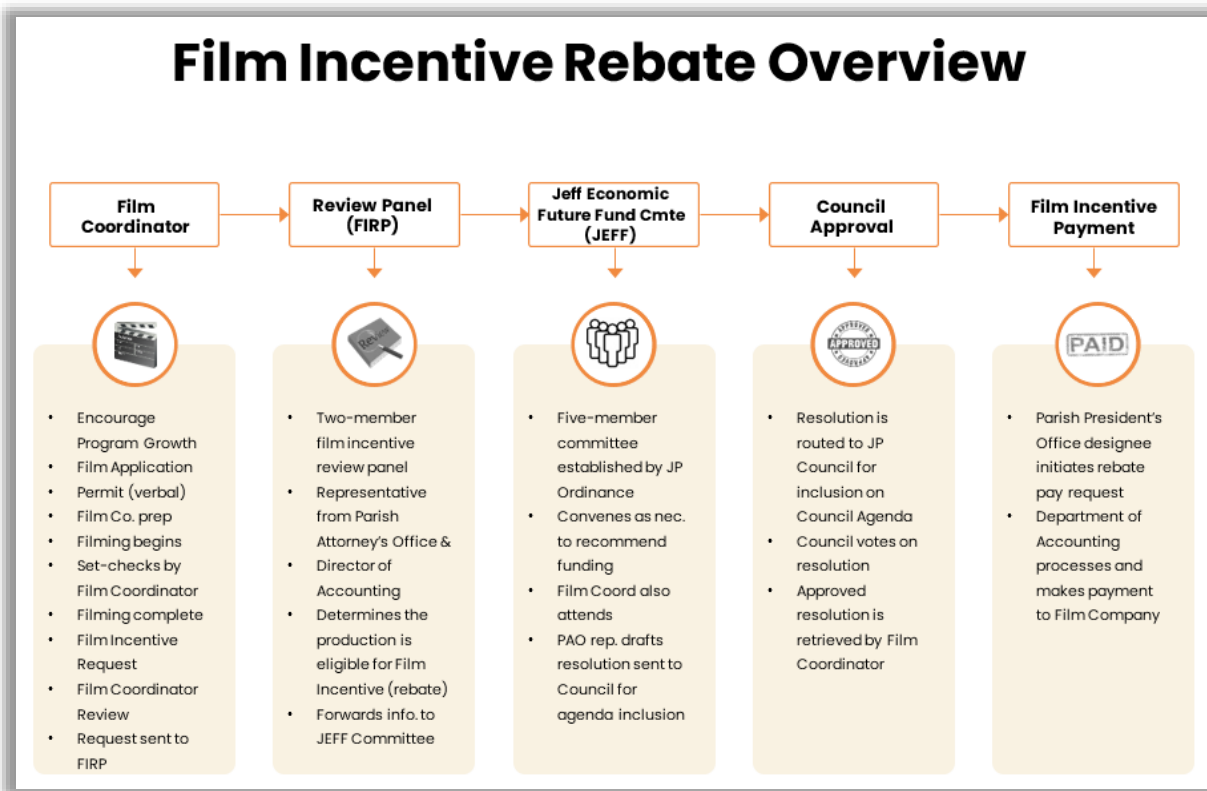 Film Incentive Rebate Overview
Film
Coordinator
Review Panel
(FIRP)
Jeff Economic
Future Fund Cmte
(JEFF)
Council
Approval
Film Incentive
Payment
Review
APPROVED
APPROVED
PAID
• Encourage
Program Growth
• Film Application
• Permit (verbal)
• Film Co. prep
• Filming begins
• Set-checks by
Film Coordinator
• Filming complete
• Film Incentive
Request
• Film Coordinator
Review
• Request sent to
FIRP
• Two-member
film incentive
review panel
• Representative
from Parish
Attorney's Office &
• Director of
Accounting
• Determines the
production is
eligible for Film
Incentive (rebate)
• Forwards info. to
JEFF Committee
• Five-member
committee
established by JP
Ordinance
• Convenes as nec.
to recommend
funding
• Film Coord also
attends
• PAO rep. drafts
resolution sent to
Council for
agenda inclusion
• Resolution is
routed to JP
Council for
inclusion on
Council Agenda
• Council votes on
resolution
• Approved
resolution is
retrieved by Film
Coordinator
• Parish President's
Office designee
initiates rebate
pay request
• Department of
Accounting
processes and
makes payment
to Film Company